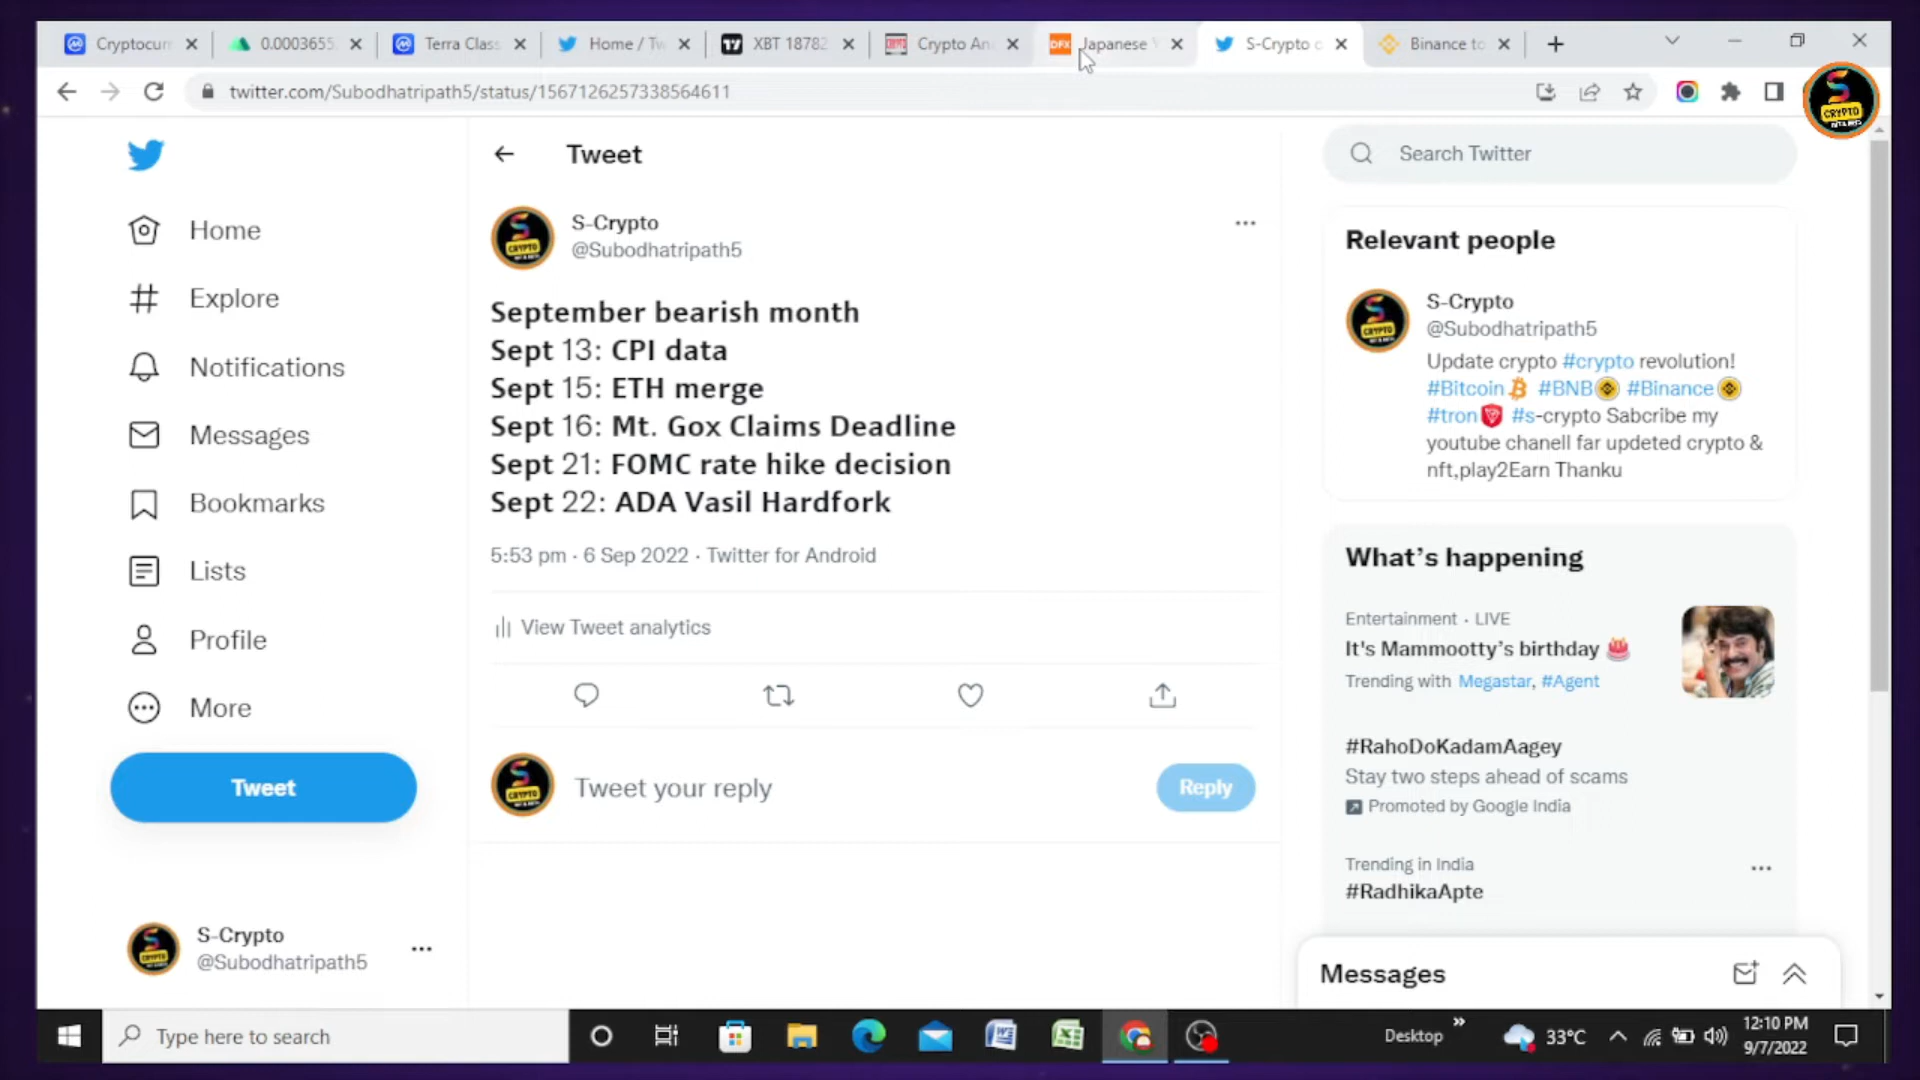 Cryptocur
0.0003655
Terra Clas
Home / Tw
XBT 18782
Crypto An
Japanese
S-Crypto
Binance to
twitter.com/Subodhatripath5/status/1567126257338564611
Tweet
Search Twitter
Home
Explore
Notifications
Messages
Bookmarks
Lists
Profile
More
Tweet
S-Crypto
@Subodhatripath5
S-Crypto
@Subodhatripath5
September bearish month
Sept 13: CPI data
Sept 15: ETH merge
Sept 16: Mt. Gox Claims Deadline
Sept 21: FOMC rate hike decision
Sept 22: ADA Vasil Hardfork
5:53 pm · 6 Sep 2022 · Twitter for Android
View Tweet analytics
Tweet your reply
Reply
Relevant people
S-Crypto
@Subodhatripath5
Update crypto #crypto revolution!
#Bitcoin #BNB #Binance
#tron #s-crypto Sabcribe my
youtube chanell far updeted crypto &
nft,play2Earn Thanku
What's happening
Entertainment · LIVE
It's Mammootty's birthday
Trending with Megastar, #Agent
#RahoDoKadamAagey
Stay two steps ahead of scams
Promoted by Google India
Trending in India
#RadhikaApte
Messages
CRYPTO
Type here to search
Desktop
33°C
12:10 PM
9/7/2022